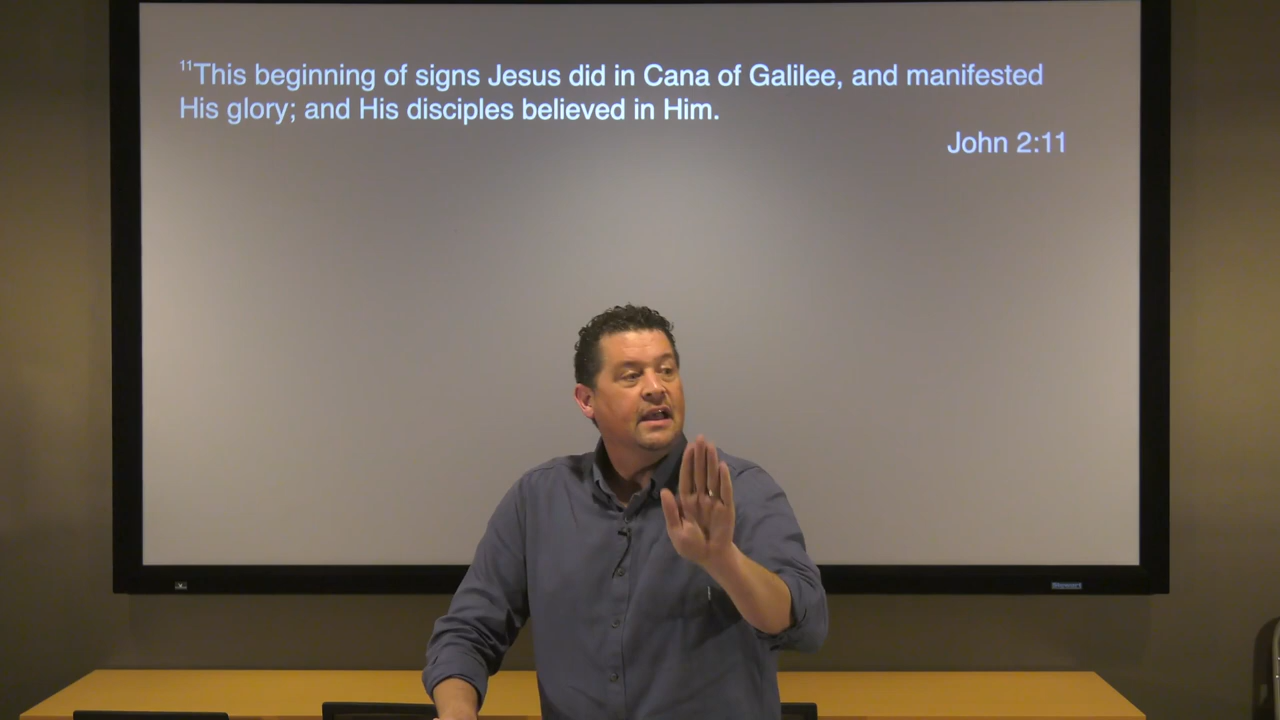 ¹¹This beginning of signs Jesus did in Cana of Galilee, and manifested
His glory; and His disciples believed in Him.
John 2:11